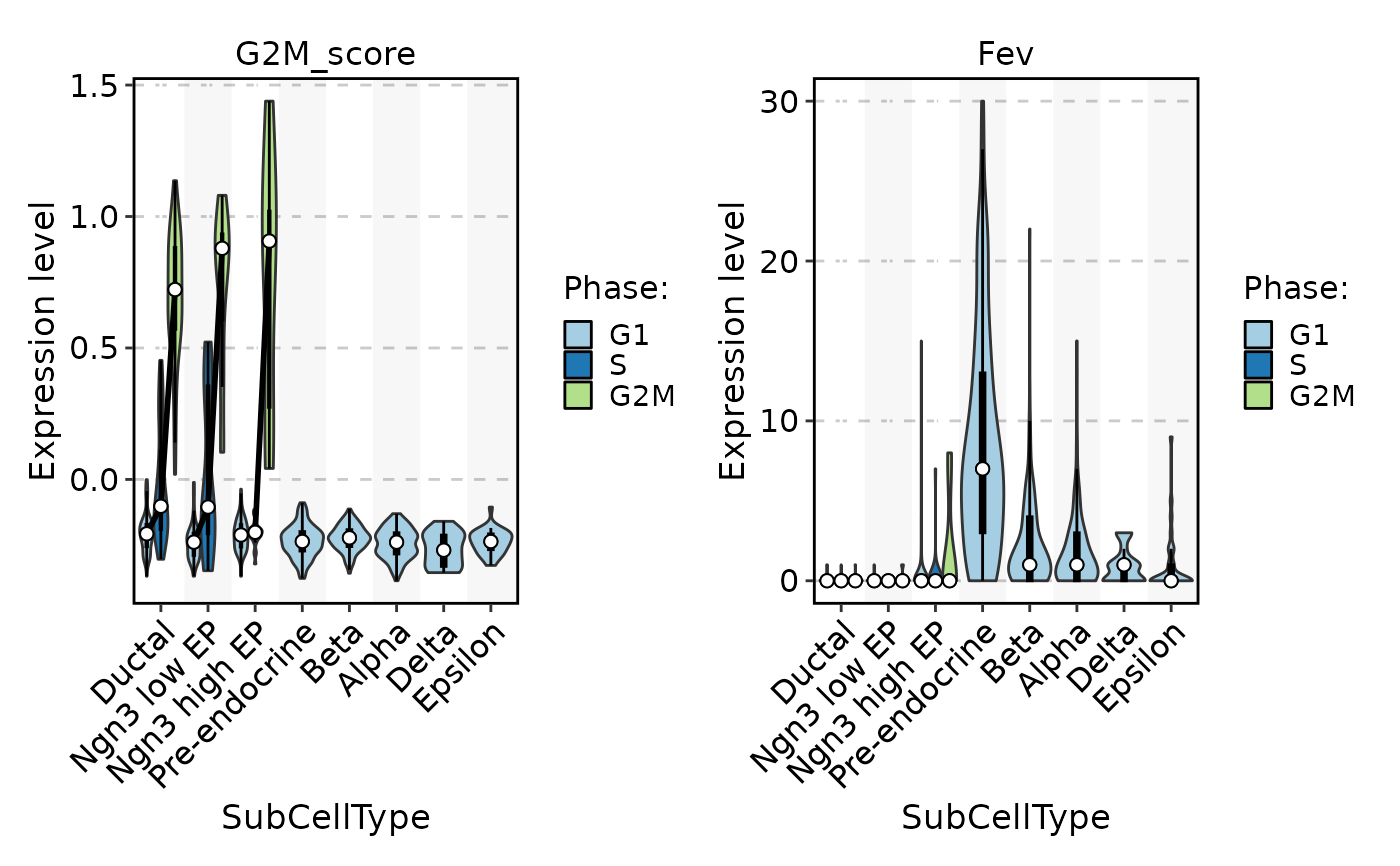 G2M_score
Expression level
1.5
1.0
0.5
0.0
Ductal
Ngn3 low EP
Ngn3 high EP
Pre-endocrine
Beta
Alpha
Delta
Epsilon
SubCellType
Phase:
G1
S
G2M
Fev
Expression level
30
20
10
0
Ductal
Ngn3 low EP
Ngn3 high EP
Pre-endocrine
Beta
Alpha
Delta
Epsilon
SubCellType
Phase:
G1
S
G2M